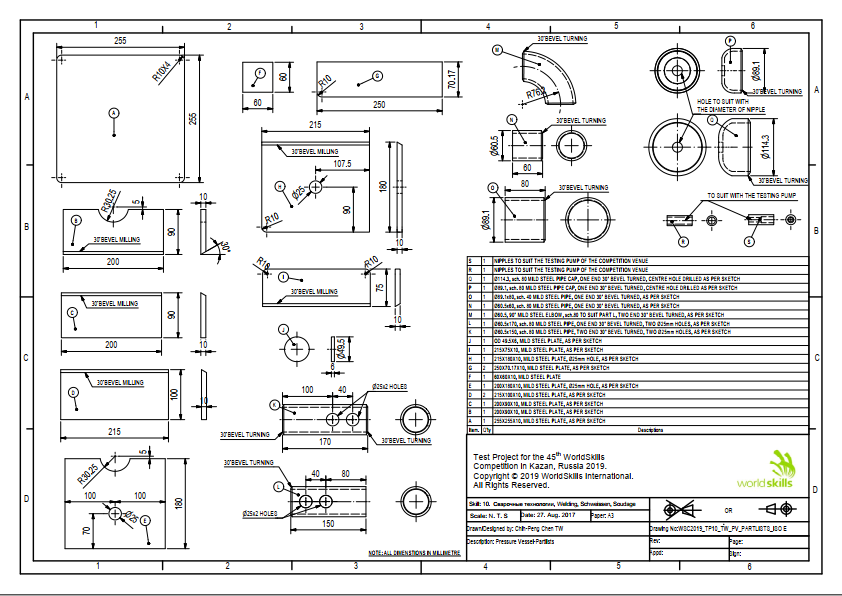 1 2 3 4 5 6
A
B
C
D
255
R10X4
A
255
F
60
60
R10
G
70.17
250
215
30°BEVEL MILLING
107.5
Ø25
H
180
90
R10
10
R30.25
5
B
90
30°BEVEL MILLING
200
10
30°
30°BEVEL MILLING
C
90
200
R18
R10
I
30°BEVEL MILLING
75
10
J
Ø49.5
6
30°BEVEL MILLING
D
100
215
10
100
40
Ø25x2 HOLES
K
30°BEVEL TURNING
30°BEVEL TURNING
170
R30.25
5
100
100
Ø25
180
70
E
30°BEVEL TURNING
40
80
L
Ø25x2 HOLES
150
NOTE: ALL DIMENSTIONS IN MILLIMETRE
30°BEVEL TURNING
M
N
30°BEVEL TURNING
Ø60.5
60
80
O
30°BEVEL TURNING
Ø89.1
P
Ø89.1
30°BEVEL TURNING
HOLE TO SUIT WITH
THE DIAMETER OF NIPPLE
Ø114.3
30°BEVEL TURNING
TO SUIT WITH THE TESTING PUMP
R
S
S 1 NIPPLES TO SUIT THE TESTING PUMP OF THE COMPETITION VENUE
R 1 NIPPLES TO SUIT THE TESTING PUMP OF THE COMPETITION VENUE
Q 1 Ø114.3, sch. 80 MILD STEEL PIPE CAP, ONE END 30° BEVEL TURNED, CENTRE HOLE DRILLED AS PER SKETCH
P 1 Ø89.1, sch. 80 MILD STEEL PIPE CAP, ONE END 30° BEVEL TURNED, CENTRE HOLE DRILLED AS PER SKETCH
O 1 Ø89.1x80, sch. 40 MILD STEEL PIPE, ONE END 30° BEVEL TURNED, AS PER SKETCH
N 1 Ø60.5x60, sch. 80 MILD STEEL PIPE, ONE END 30° BEVEL TURNED, AS PER SKETCH
M 1 Ø60.5, 90° MILD STEEL ELBOW, sch.80 TO SUIT PART L, TWO END 30° BEVEL TURNED, AS PER SKETCH
L 1 Ø60.5x170, sch. 80 MILD STEEL PIPE, ONE END 30° BEVEL TURNED, TWO Ø25mm HOLES, AS PER SKETCH
K 1 Ø60.5x150, sch. 80 MILD STEEL PIPE, TWO END 30° BEVEL TURNED, TWO Ø25mm HOLES, AS PER SKETCH
J 1 OD 49.5X6, MILD STEEL PLATE, AS PER SKETCH
I 1 215X75X10, MILD STEEL PLATE, AS PER SKETCH
H 1 215X180X10, MILD STEEL PLATE, Ø25mm HOLE, AS PER SKETCH
G 2 250X70.17X10, MILD STEEL PLATE, AS PER SKETCH
F 1 60X60X10, MILD STEEL PLATE
E 1 200X180X10, MILD STEEL PLATE, Ø25mm HOLE, AS PER SKETCH
D 2 215X100X10, MILD STEEL PLATE, AS PER SKETCH
C 1 200X90X10, MILD STEEL PLATE, AS PER SKETCH
B 1 200X90X10, MILD STEEL PLATE, AS PER SKETCH
A 1 255X255X10, MILD STEEL PLATE, AS PER SKETCH
Item. Q'ty Descriptions
Test Project for the 45th WorldSkills
Competition in Kazan, Russia 2019.
Copyright © 2019 WorldSkills International.
All Rights Reserved.
worldskills
Skill: 10. Сварочные технологии, Welding, Schweissen, Soudage
Scale: N. T. S Date: 27. Aug. 2017 Paper: A3
OR
Drawn/Designed by: Chih-Peng Chen TW
Drawing No:WSC2019_TP10_TW_PV_PARTLISTS_ISO E
Description: Pressure Vessel-Partlists
Rev: Page:
Appd: Sign:
A
B
C
D
1 2 3 4 5 6